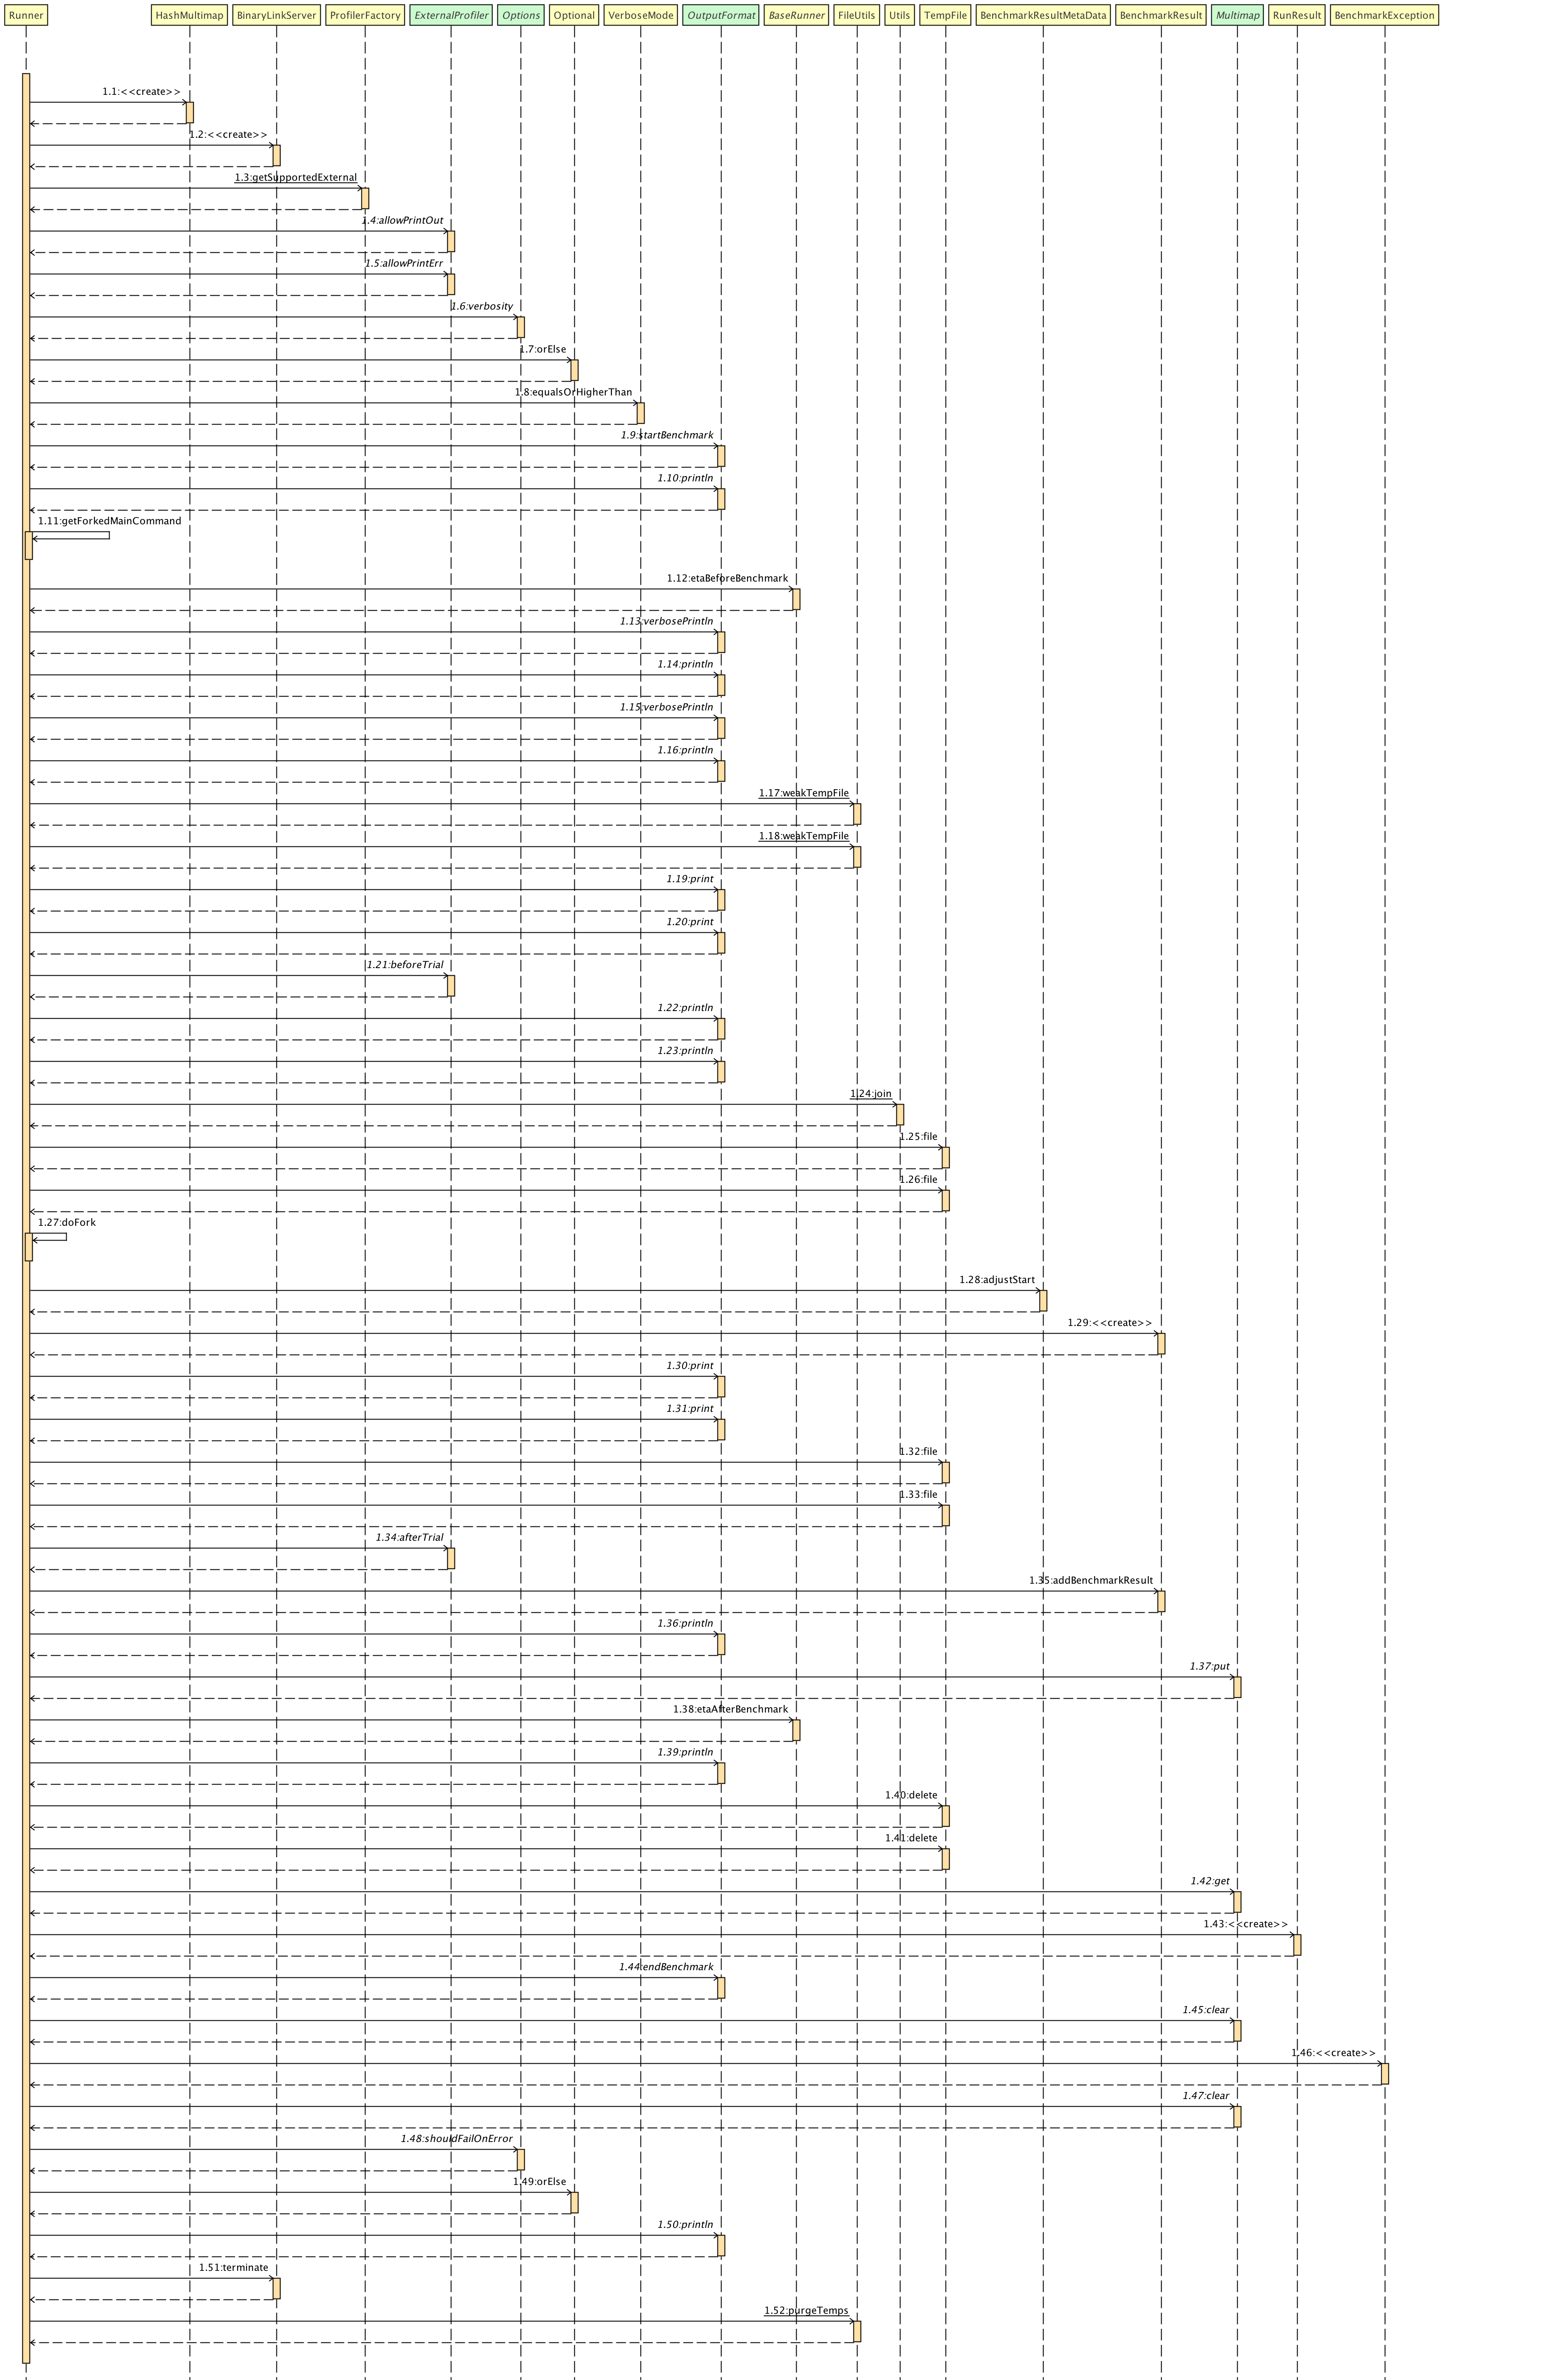 Runner
HashMultimap
BinaryLinkServer
ProfilerFactory
ExternalProfiler
Options
Optional
VerboseMode
OutputFormat
BaseRunner
FileUtils
Utils
TempFile
BenchmarkResultMetaData
BenchmarkResult
Multimap
RunResult
BenchmarkException
1.1:<<create>>
1.2:<<create>>
1.3:getSupportedExternal
1.4:allowPrintOut
1.5:allowPrintErr
1.6:verbosity
1.7:orElse
1.8:equalsOrHigherThan
1.9:startBenchmark
1.10:println
1.11:getForkedMainCommand
1.12:etaBeforeBenchmark
1.13:verbosePrintln
1.14:println
1.15:verbosePrintln
1.16:println
1.17:weakTempFile
1.18:weakTempFile
1.19:print
1.20:print
1.21:beforeTrial
1.22:println
1.23:println
1.24:join
1.25:file
1.26:file
1.27:doFork
1.28:adjustStart
1.29:<<create>>
1.30:print
1.31:print
1.32:file
1.33:file
1.34:afterTrial
1.35:addBenchmarkResult
1.36:println
1.37:put
1.38:etaAfterBenchmark
1.39:println
1.40:delete
1.41:delete
1.42:get
1.43:<<create>>
1.44:endBenchmark
1.45:clear
1.46:<<create>>
1.47:clear
1.48:shouldFailOnError
1.49:orElse
1.50:println
1.51:terminate
1.52:purgeTemps